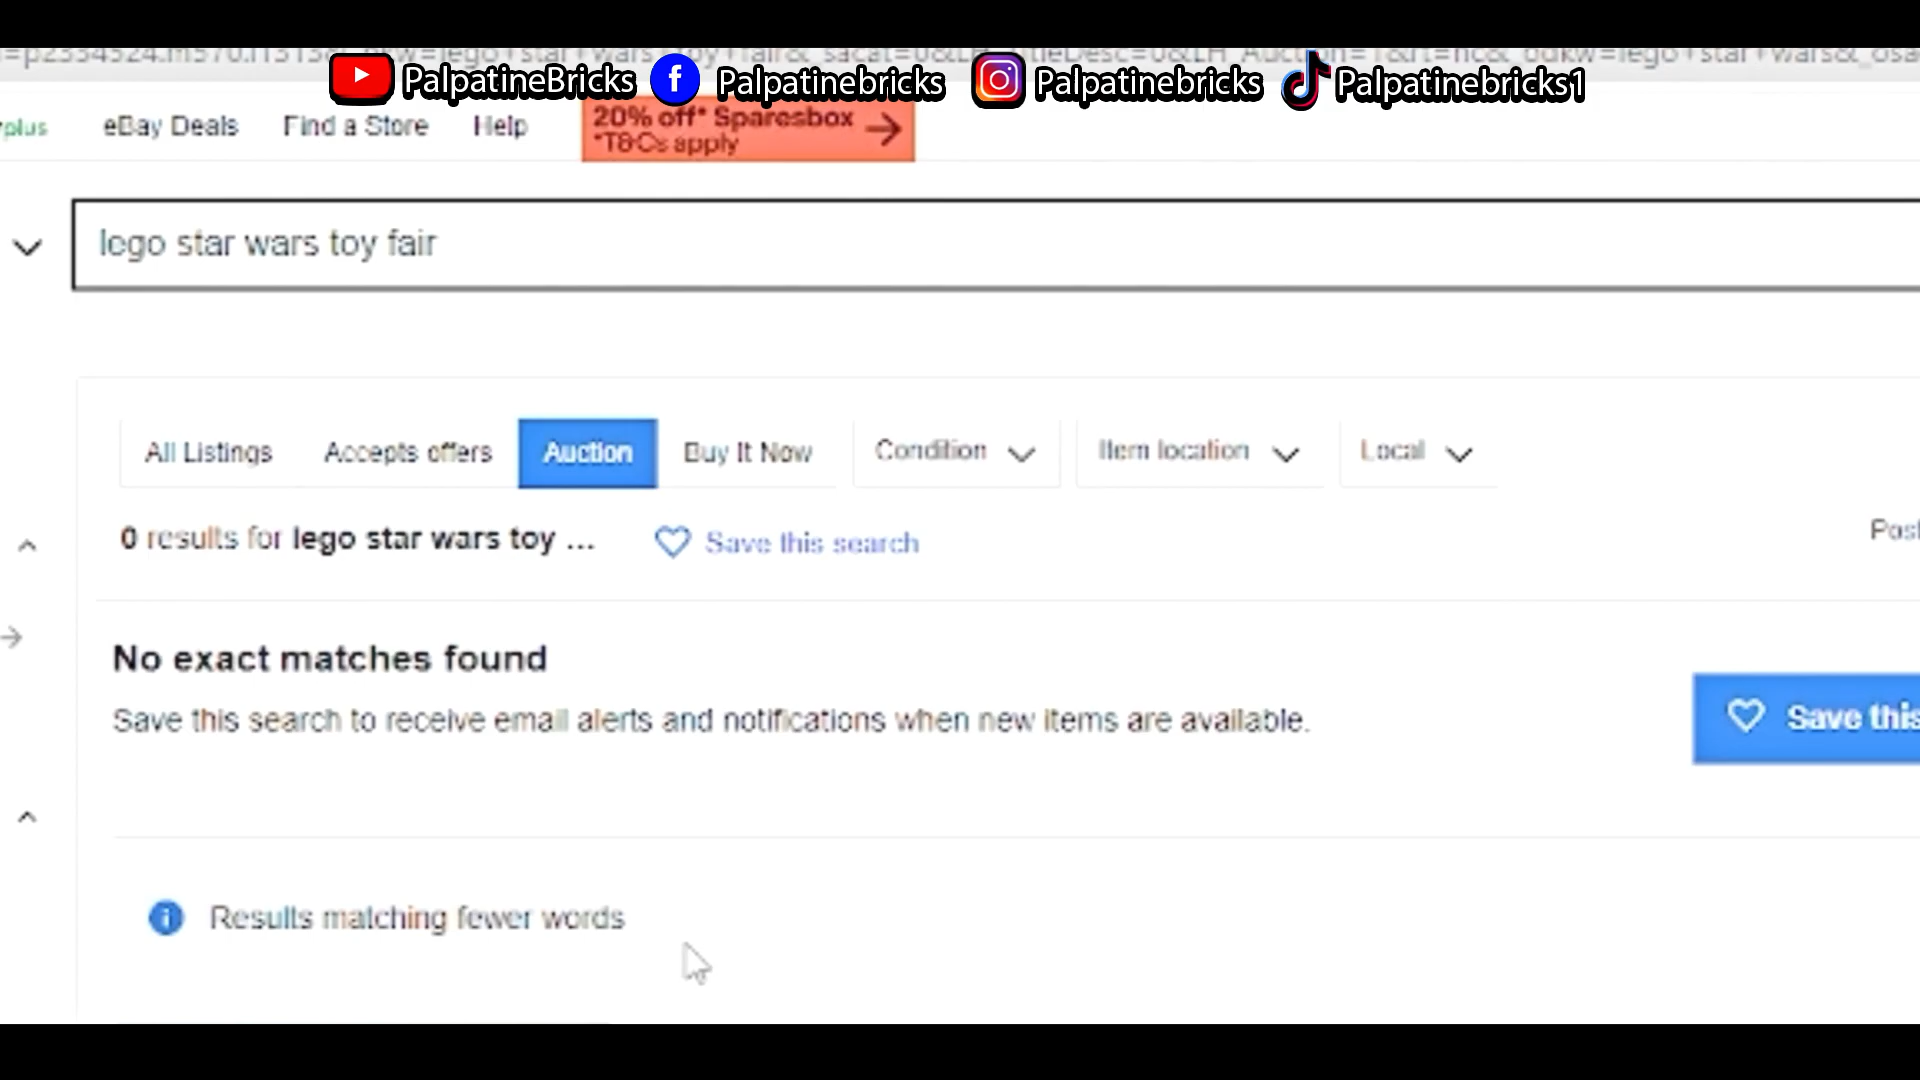 PalpatineBricks Palpatinebricks Palpatinebricks Palpatinebricks1
plus eBay Deals Find a Store Help
20% off* Sparesbox
*T&Cs apply
lego star wars toy fair
All Listings Accepts offers Auction Buy It Now Condition Item location Local
0 results for lego star wars toy ... Save this search
No exact matches found
Save this search to receive email alerts and notifications when new items are available.
Save this
Results matching fewer words